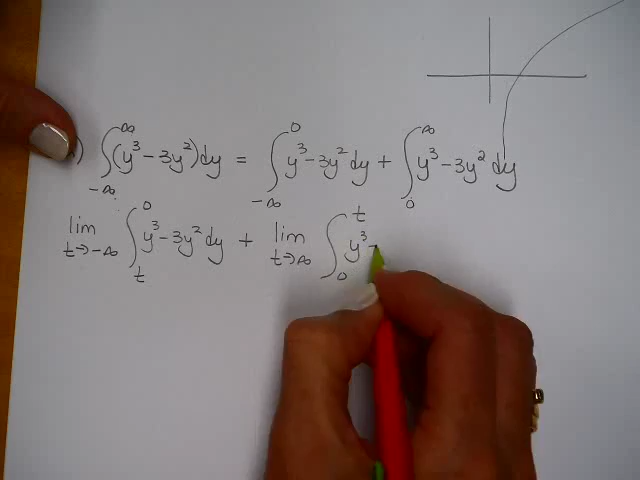 ) ∫_{-∞}^{∞} (y³ - 3y²) dy = ∫_{-∞}^{0} y³ - 3y² dy + ∫_{0}^{∞} y³ - 3y² dy
lim_{t→-∞} ∫_{t}^{0} y³ - 3y² dy + lim_{t→∞} ∫_{0}^{t} y³ -